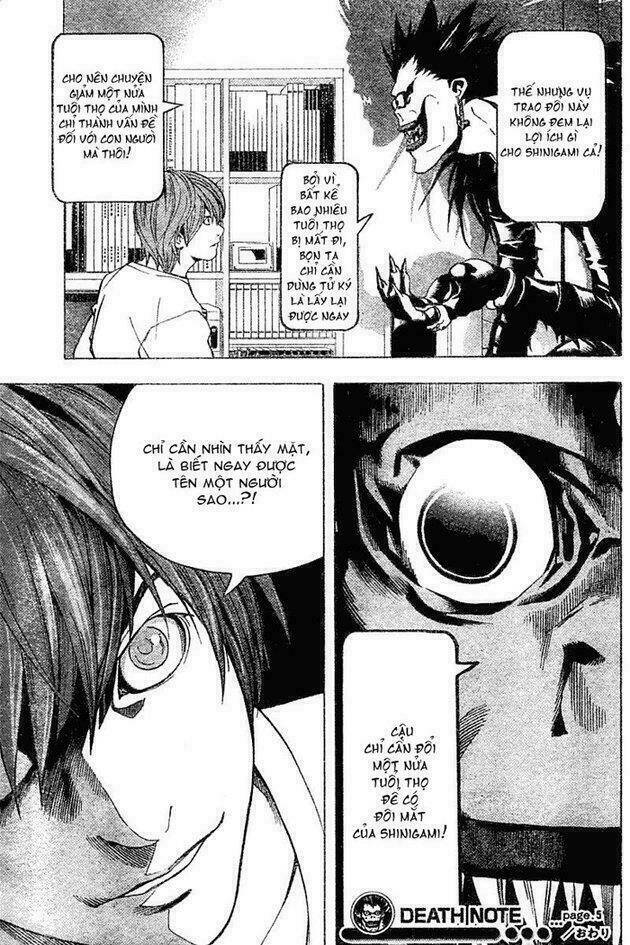 THẾ NHƯNG VỤ
TRAO ĐỔI NÀY
KHÔNG ĐEM LẠI
LỢI ÍCH GÌ
CHO SHINIGAMI CẢ!
BỞI VÌ
BẤT KỂ
BAO NHIÊU
TUỔI THỌ
BỊ MẤT ĐI,
BỌN TA
CHỈ CẦN
DÙNG TỬ KÝ
LÀ LẤY LẠI
ĐƯỢC NGAY
CHO NÊN CHUYỆN
GIẢM MỘT NỬA
TUỔI THỌ CỦA MÌNH
CHỈ THANH VẤN ĐỀ
ĐỐI VỚI CON NGƯỜI
MÀ THÔI!
CẬU
CHỈ CẦN ĐỔI
MỘT NỬA
TUỔI THỌ
ĐỂ CÓ
ĐÔI MẮT
CỦA SHINIGAMI!
CHỈ CẦN NHÌN THẤY MẶT,
LÀ BIẾT NGAY ĐƯỢC
TÊN MỘT NGƯỜI
SAO...?!
DEATH NOTE ... page.5
/おわり